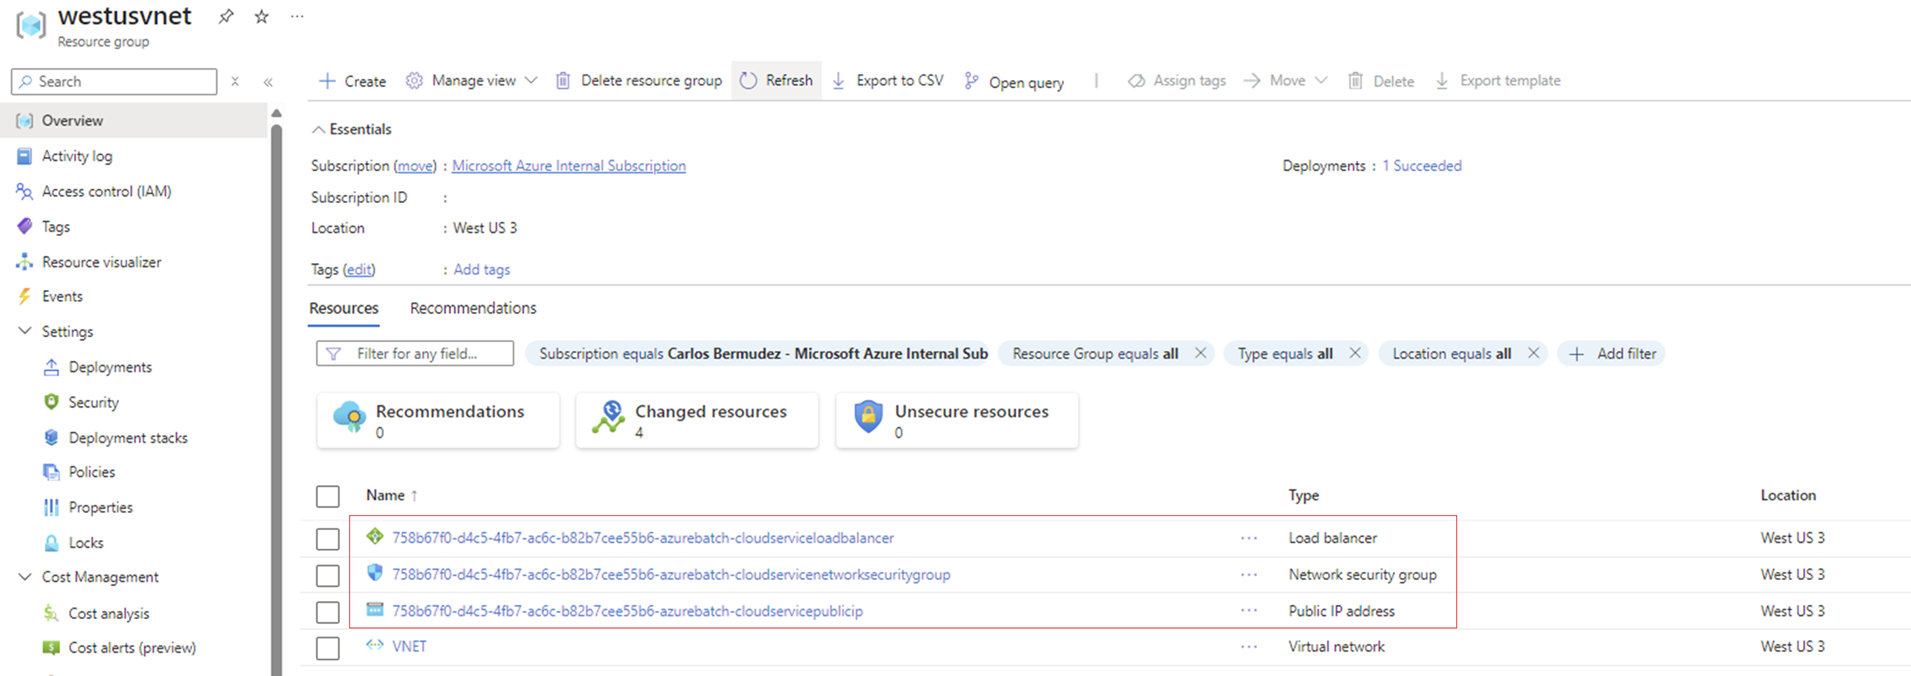 westusvnet
Resource group
Search
Create Manage view Delete resource group Refresh Export to CSV Open query Assign tags Move Delete Export template
Overview
Activity log
Access control (IAM)
Tags
Resource visualizer
Events
Settings
Deployments
Security
Deployment stacks
Policies
Properties
Locks
Cost Management
Cost analysis
Cost alerts (preview)
Essentials
Subscription (move) : Microsoft Azure Internal Subscription
Deployments : 1 Succeeded
Subscription ID :
Location : West US 3
Tags (edit) : Add tags
Resources Recommendations
Filter for any field... Subscription equals Carlos Bermudez - Microsoft Azure Internal Sub Resource Group equals all Type equals all Location equals all Add filter
Recommendations
0
Changed resources
4
Unsecure resources
0
Name ↑ Type Location
758b67f0-d4c5-4fb7-ac6c-b82b7cee55b6-azurebatch-cloudserviceloadbalancer ... Load balancer West US 3
758b67f0-d4c5-4fb7-ac6c-b82b7cee55b6-azurebatch-cloudservicenetworksecuritygroup ... Network security group West US 3
758b67f0-d4c5-4fb7-ac6c-b82b7cee55b6-azurebatch-cloudservicepublicip ... Public IP address West US 3
VNET ... Virtual network West US 3